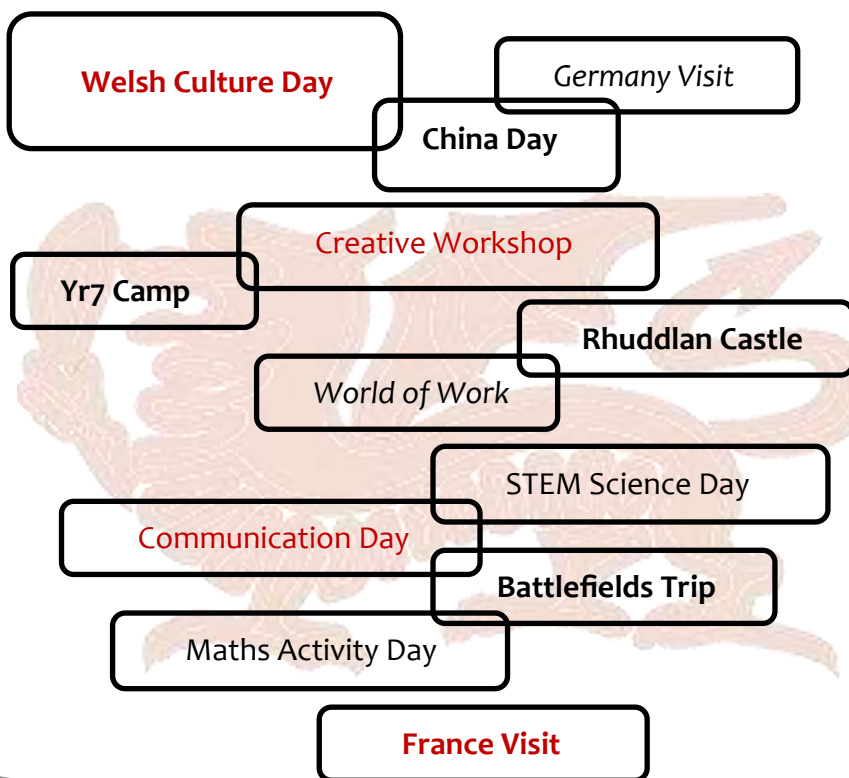 Welsh Culture Day
Germany Visit
China Day
Creative Workshop
Yr7 Camp
Rhuddlan Castle
World of Work
STEM Science Day
Communication Day
Battlefields Trip
Maths Activity Day
France Visit